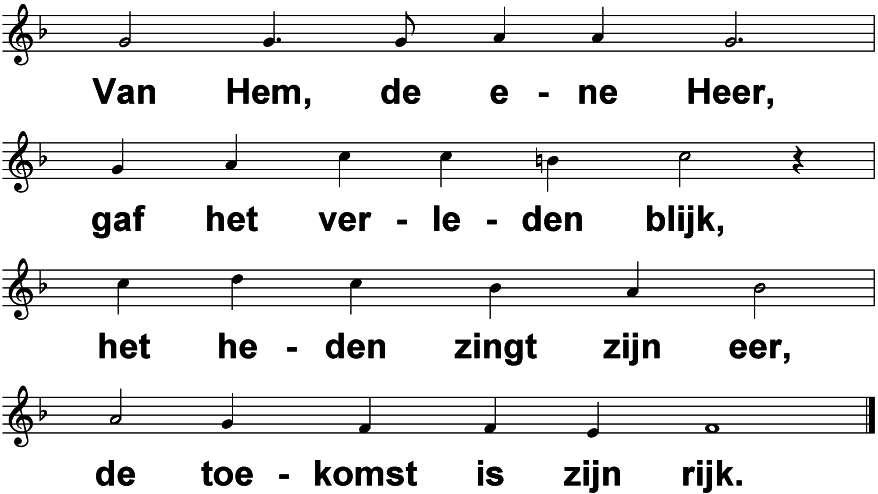 Van Hem, de e - ne Heer,
gaf het ver - le - den blijk,
het he - den zingt zijn eer,
de toe - komst is zijn rijk.